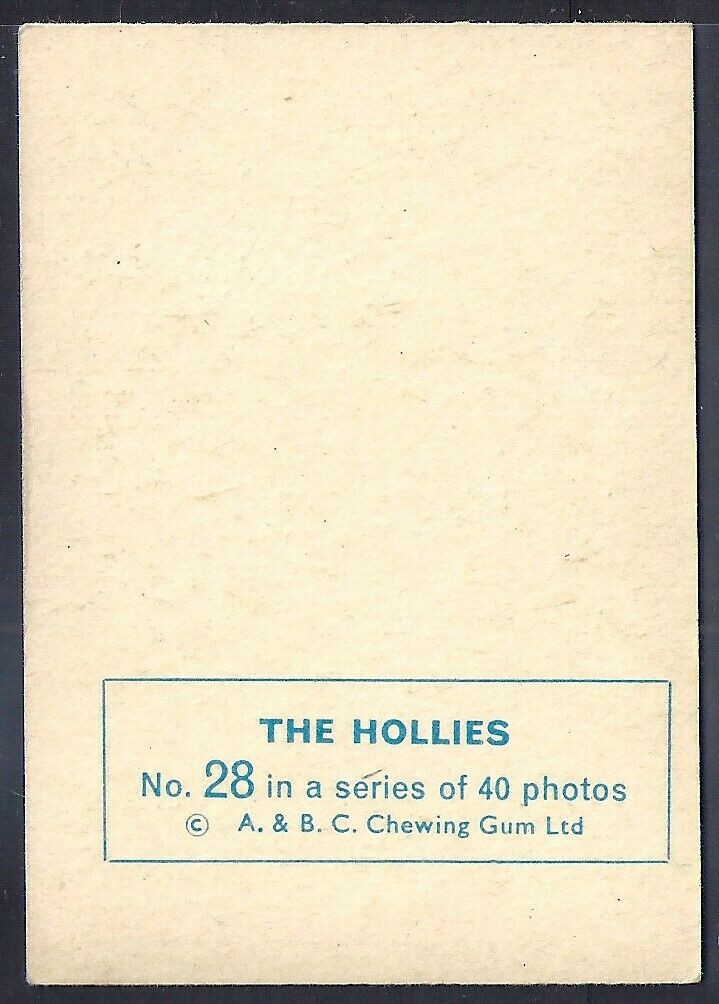 THE HOLLIES
No. 28 in a series of 40 photos
© A. & B. C. Chewing Gum Ltd